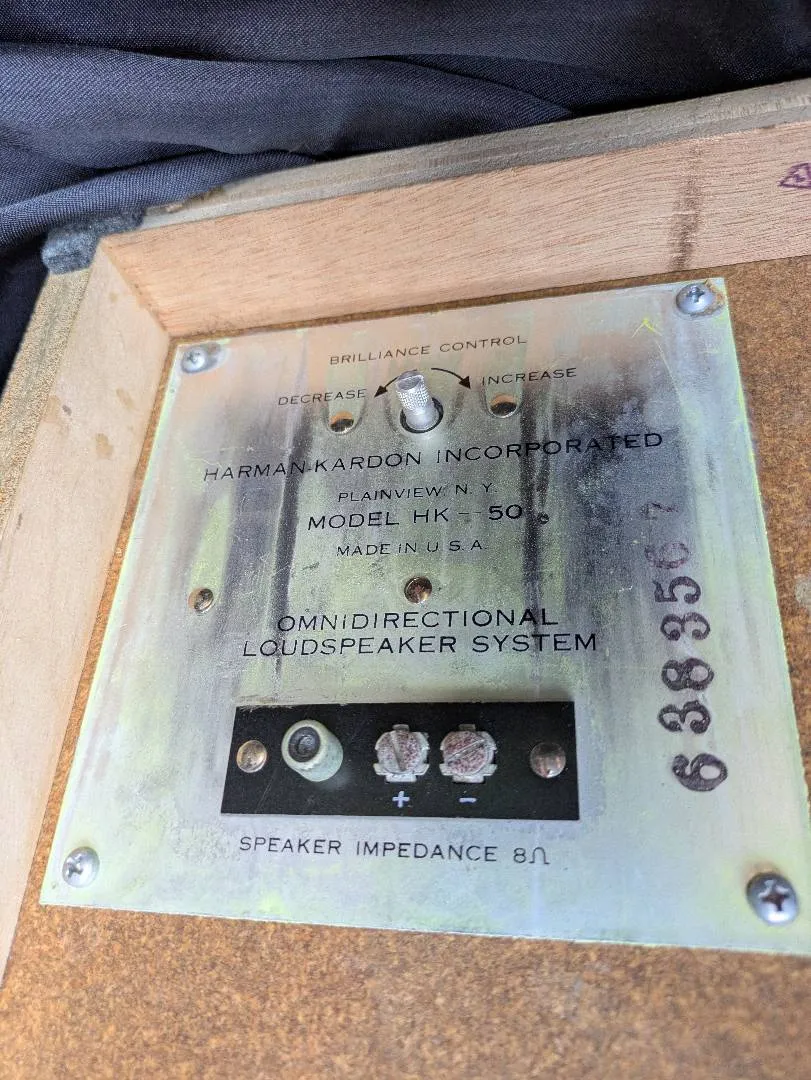 BRILLIANCE CONTROL
DECREASE INCREASE
HARMAN-KARDON INCORPORATED
PLAINVIEW, N. Y.
MODEL HK-50
MADE IN U.S.A.
OMNIDIRECTIONAL
LOUDSPEAKER SYSTEM
+ −
SPEAKER IMPEDANCE 8Ω
638356